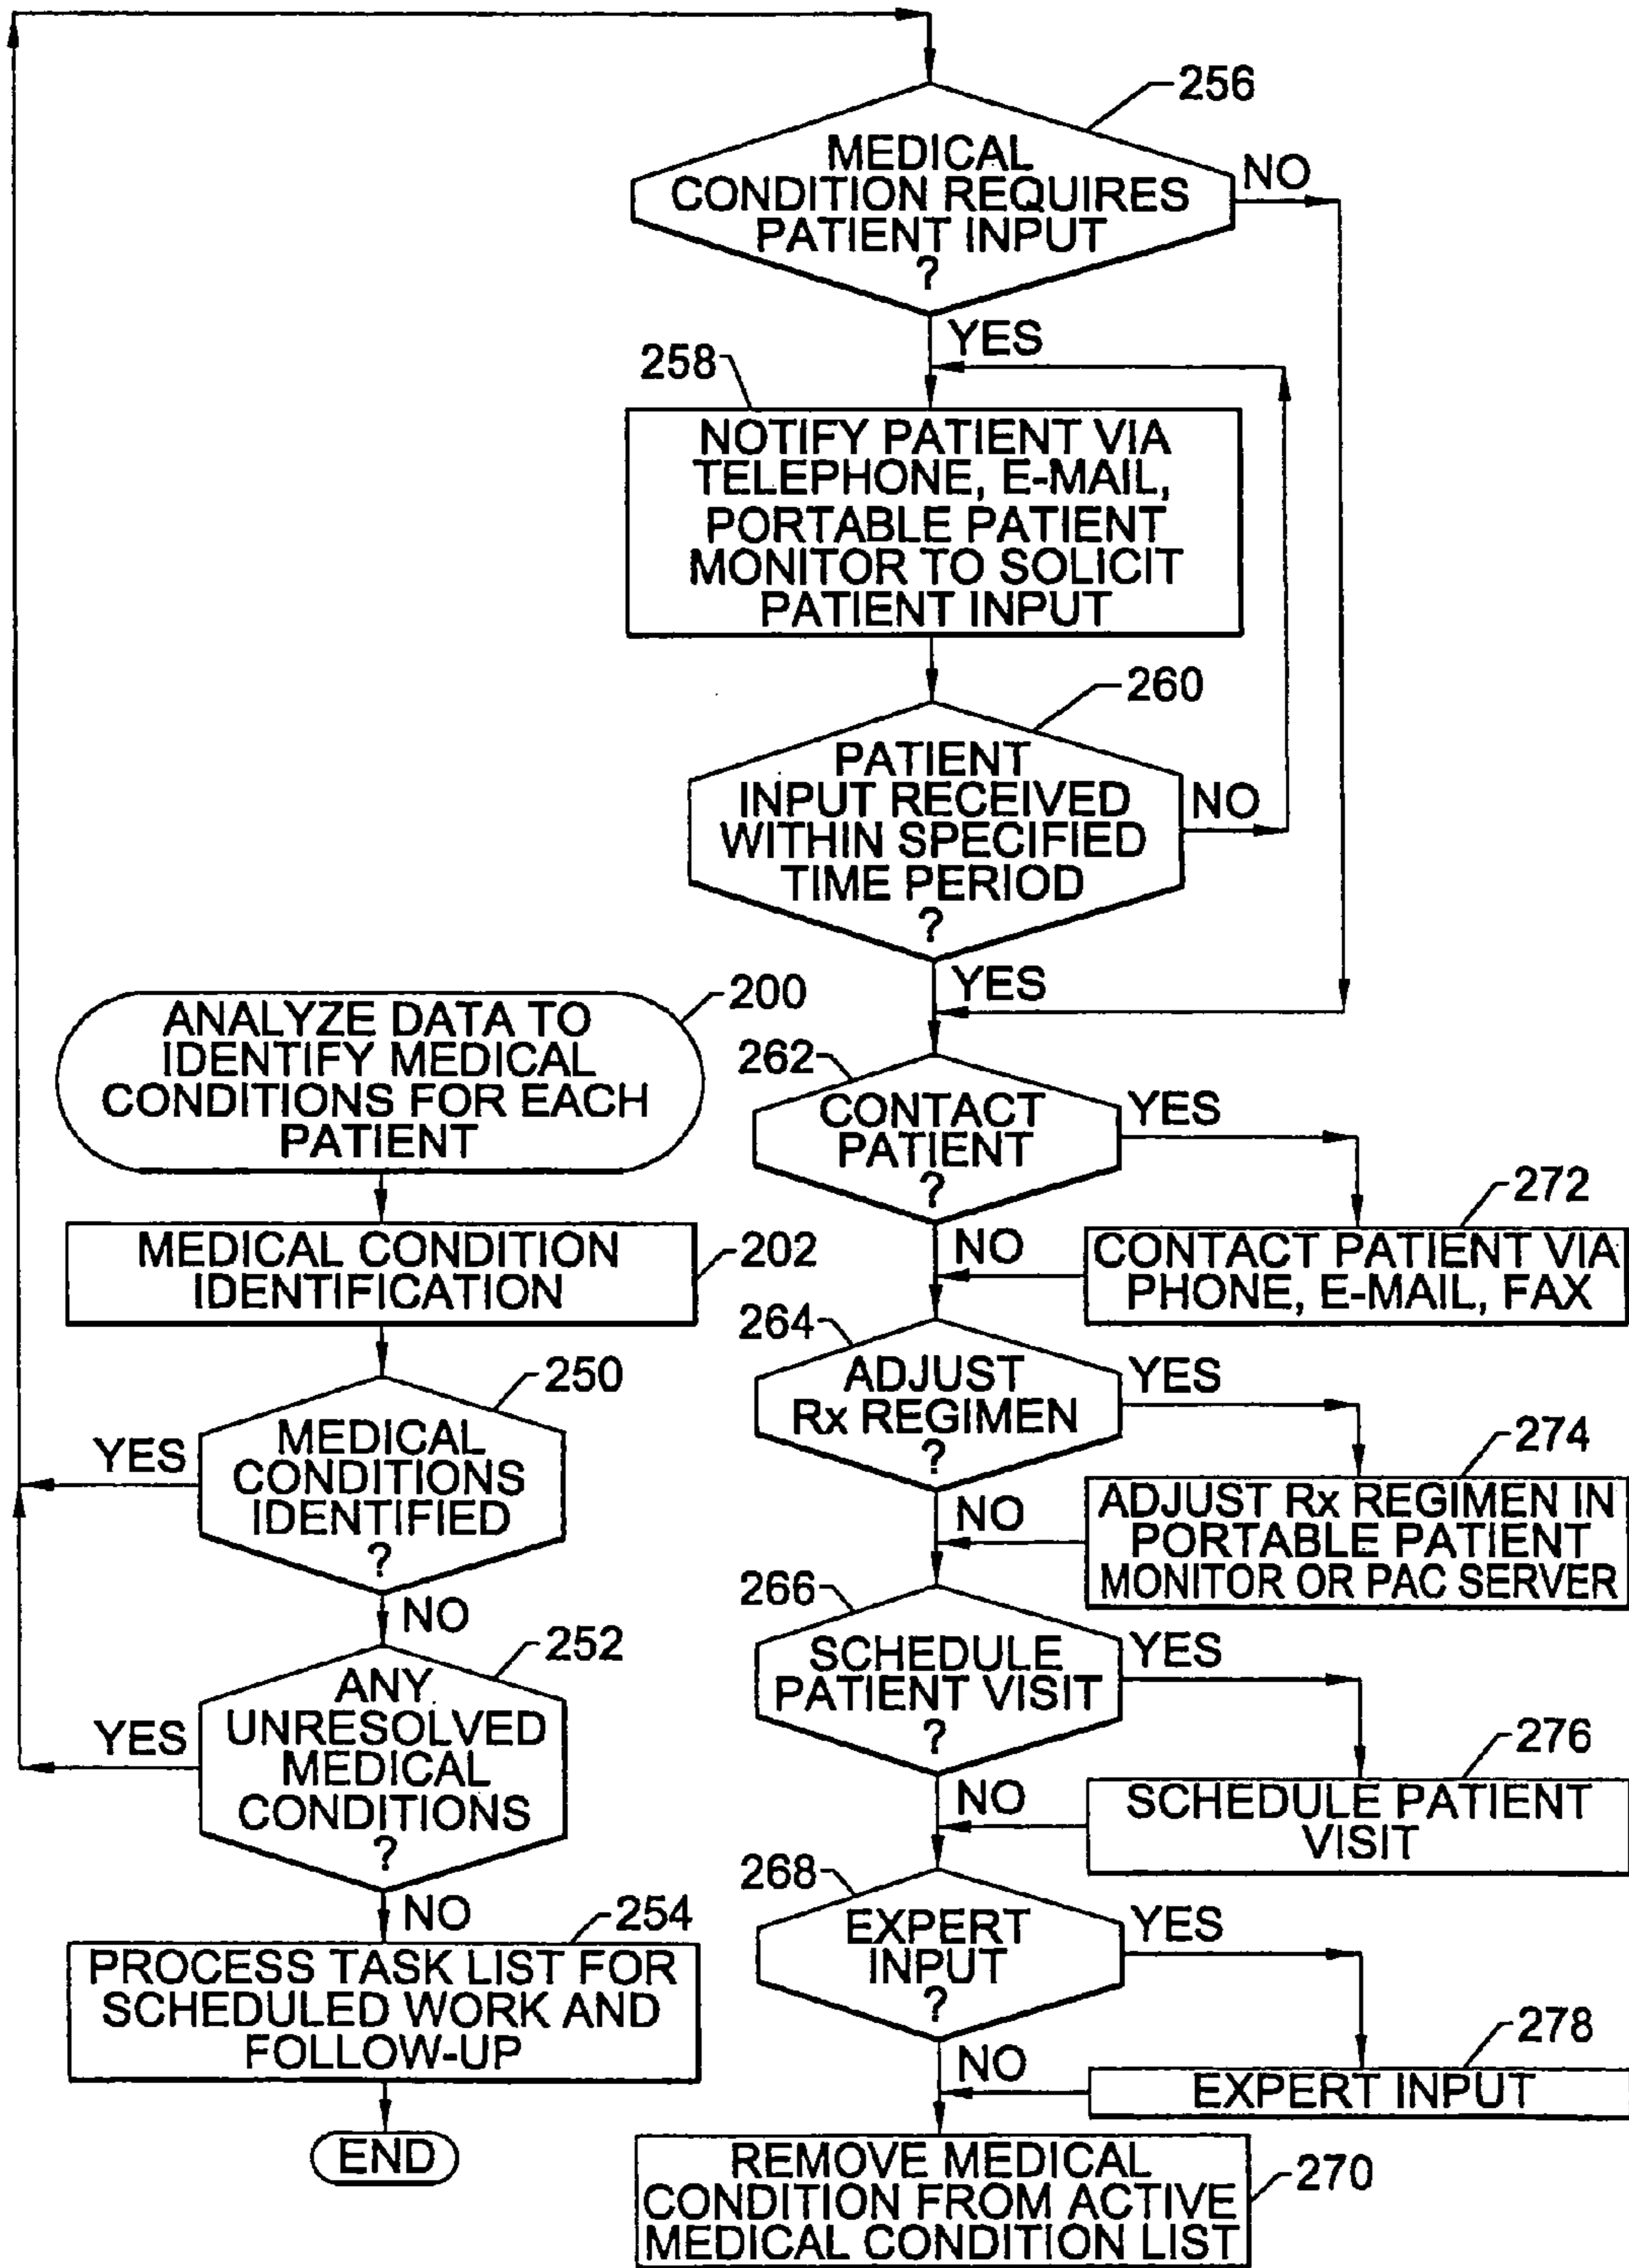 256
MEDICAL
CONDITION REQUIRES
PATIENT INPUT
?
NO
YES
258
NOTIFY PATIENT VIA
TELEPHONE, E-MAIL,
PORTABLE PATIENT
MONITOR TO SOLICIT
PATIENT INPUT
260
PATIENT
INPUT RECEIVED
WITHIN SPECIFIED
TIME PERIOD
?
NO
YES
200
ANALYZE DATA TO
IDENTIFY MEDICAL
CONDITIONS FOR EACH
PATIENT
MEDICAL CONDITION
IDENTIFICATION
202
250
MEDICAL
CONDITIONS
IDENTIFIED
?
YES
NO
252
ANY
UNRESOLVED
MEDICAL
CONDITIONS
?
YES
NO
254
PROCESS TASK LIST FOR
SCHEDULED WORK AND
FOLLOW-UP
END
262
CONTACT
PATIENT
?
YES
NO
272
CONTACT PATIENT VIA
PHONE, E-MAIL, FAX
264
ADJUST
Rx REGIMEN
?
YES
NO
274
ADJUST Rx REGIMEN IN
PORTABLE PATIENT
MONITOR OR PAC SERVER
266
SCHEDULE
PATIENT VISIT
?
YES
NO
276
SCHEDULE PATIENT
VISIT
268
EXPERT
INPUT
?
YES
NO
278
EXPERT INPUT
REMOVE MEDICAL
CONDITION FROM ACTIVE
MEDICAL CONDITION LIST
270